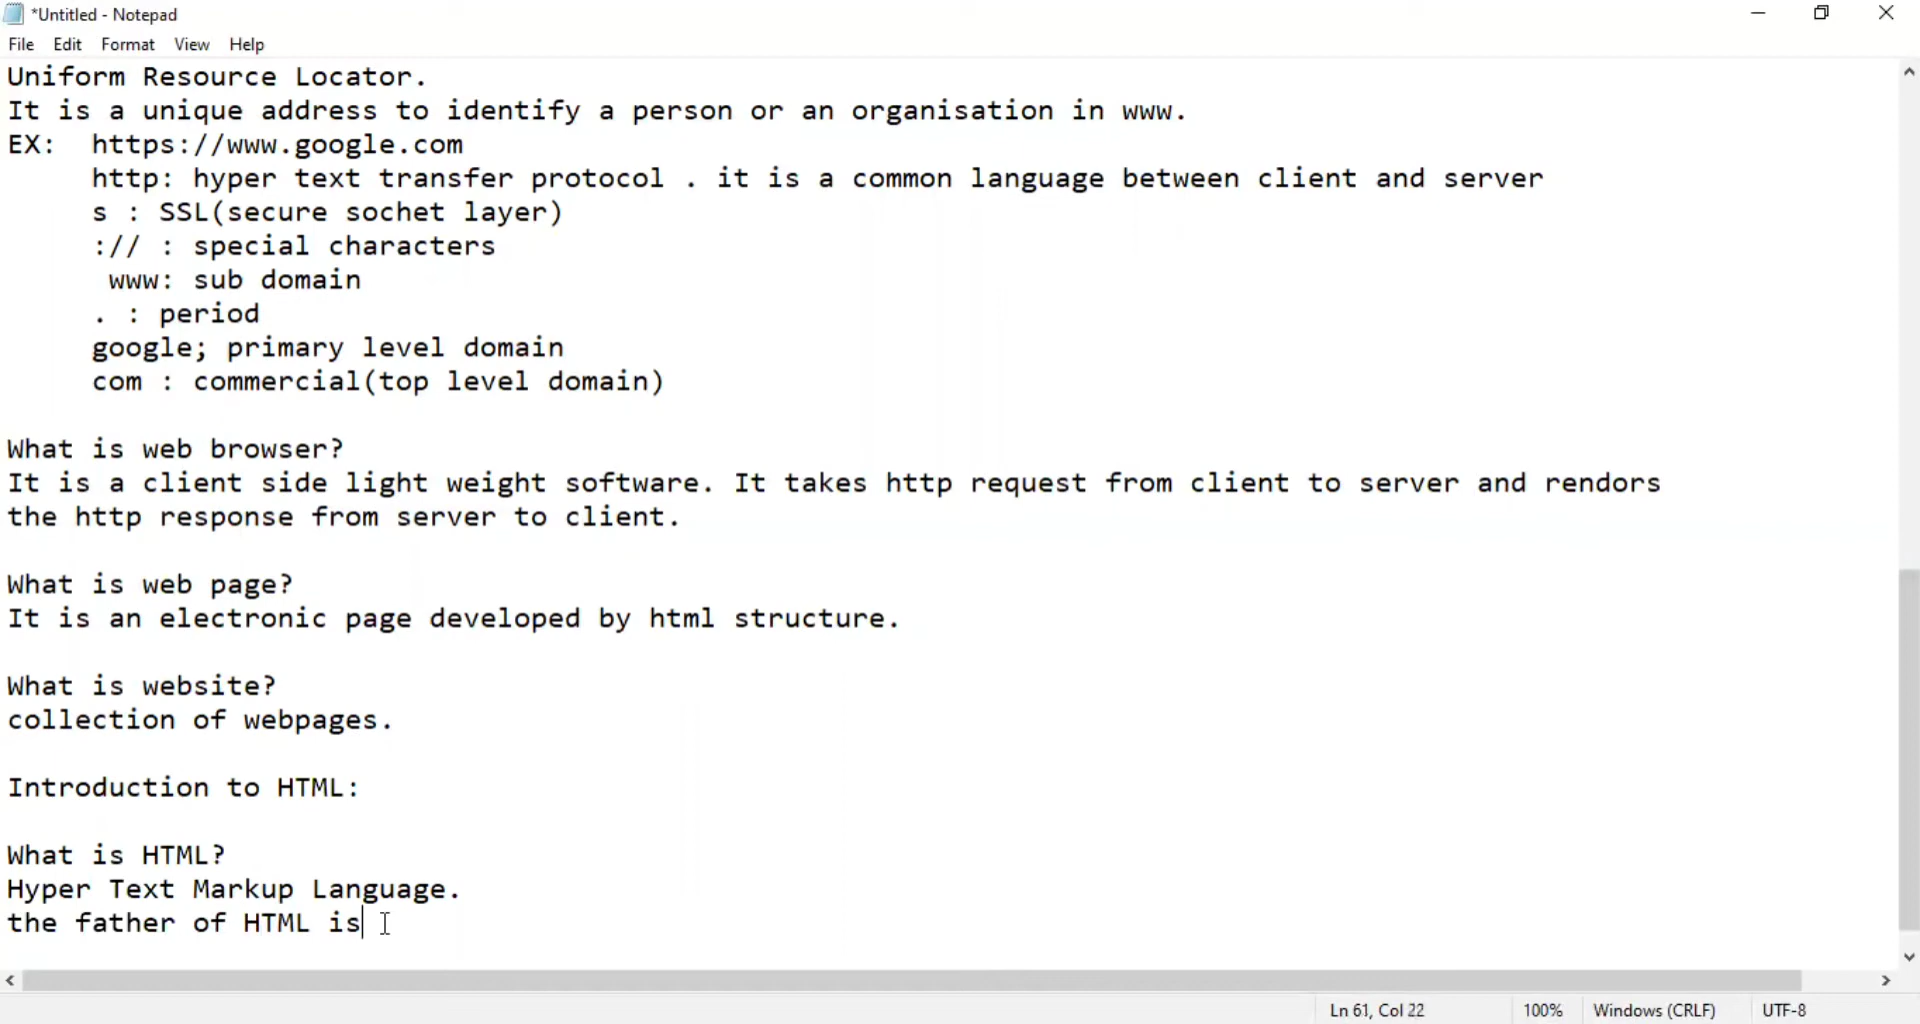 *Untitled - Notepad
File Edit Format View Help
Uniform Resource Locator.
It is a unique address to identify a person or an organisation in www.
EX: https://www.google.com
http: hyper text transfer protocol . it is a common language between client and server
s : SSL(secure sochet layer)
:// : special characters
www: sub domain
. : period
google; primary level domain
com : commercial(top level domain)
What is web browser?
It is a client side light weight software. It takes http request from client to server and rendors
the http response from server to client.
What is web page?
It is an electronic page developed by html structure.
What is website?
collection of webpages.
Introduction to HTML:
What is HTML?
Hyper Text Markup Language.
the father of HTML is
Ln 61, Col 22 100% Windows (CRLF) UTF-8